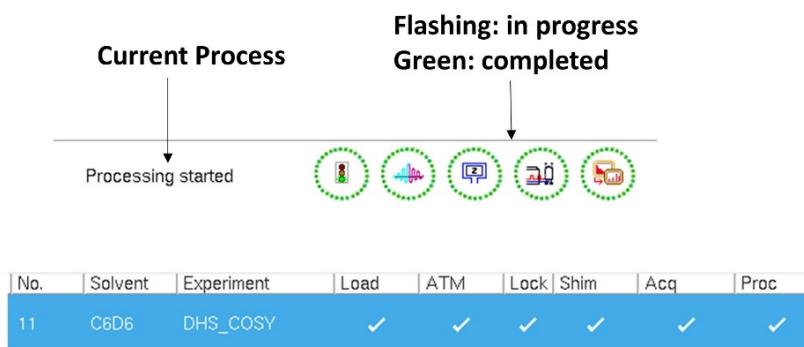 Flashing: in progress
Current Process
Green: completed
Processing started
Z
No. Solvent Experiment Load ATM Lock Shim Acq Proc
11 C6D6 DHS_COSY ✓ ✓ ✓ ✓ ✓ ✓